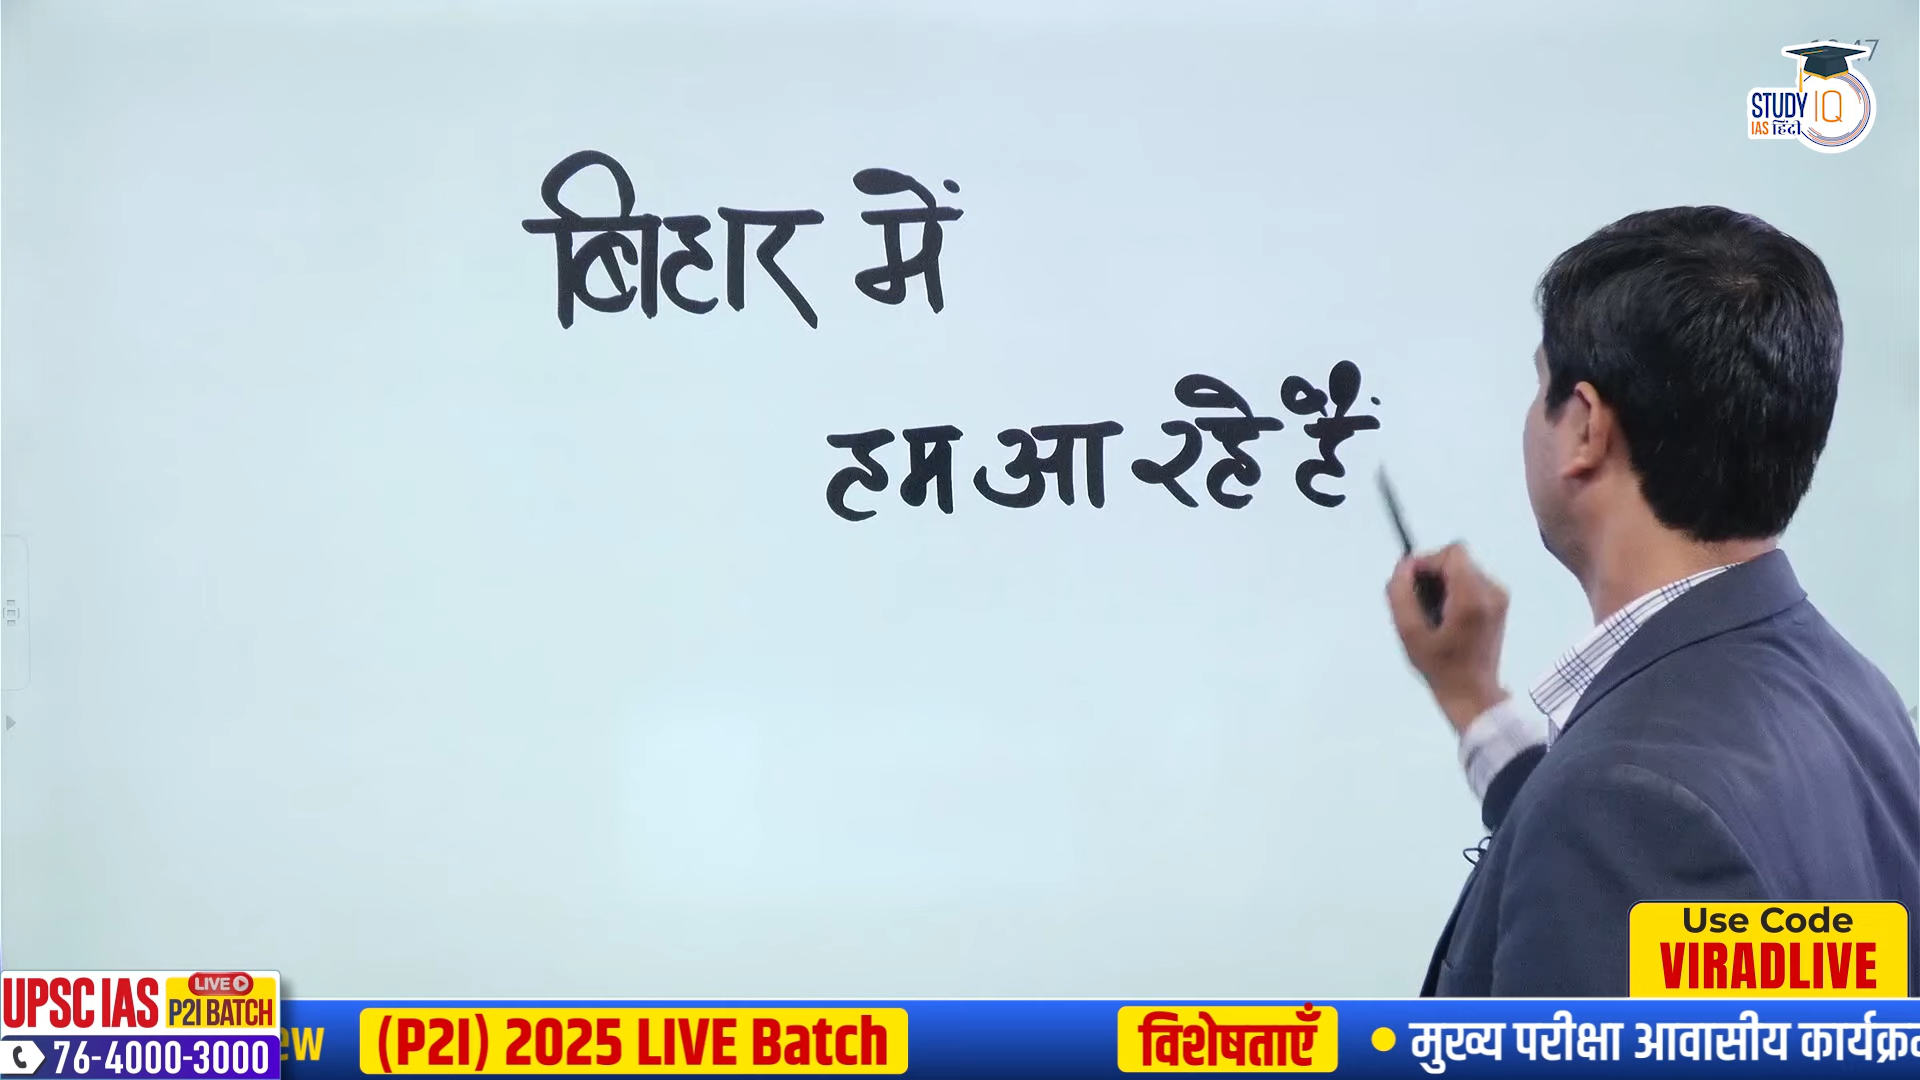 STUDY IQ
IAS हिंदी
बिहार में
हम आ रहे हैं
Use Code
VIRADLIVE
UPSC IAS
LIVE
P2I BATCH
76-4000-3000
ew
(P2I) 2025 LIVE Batch
विशेषताएँ
• मुख्य परीक्षा आवासीय कार्यक्र